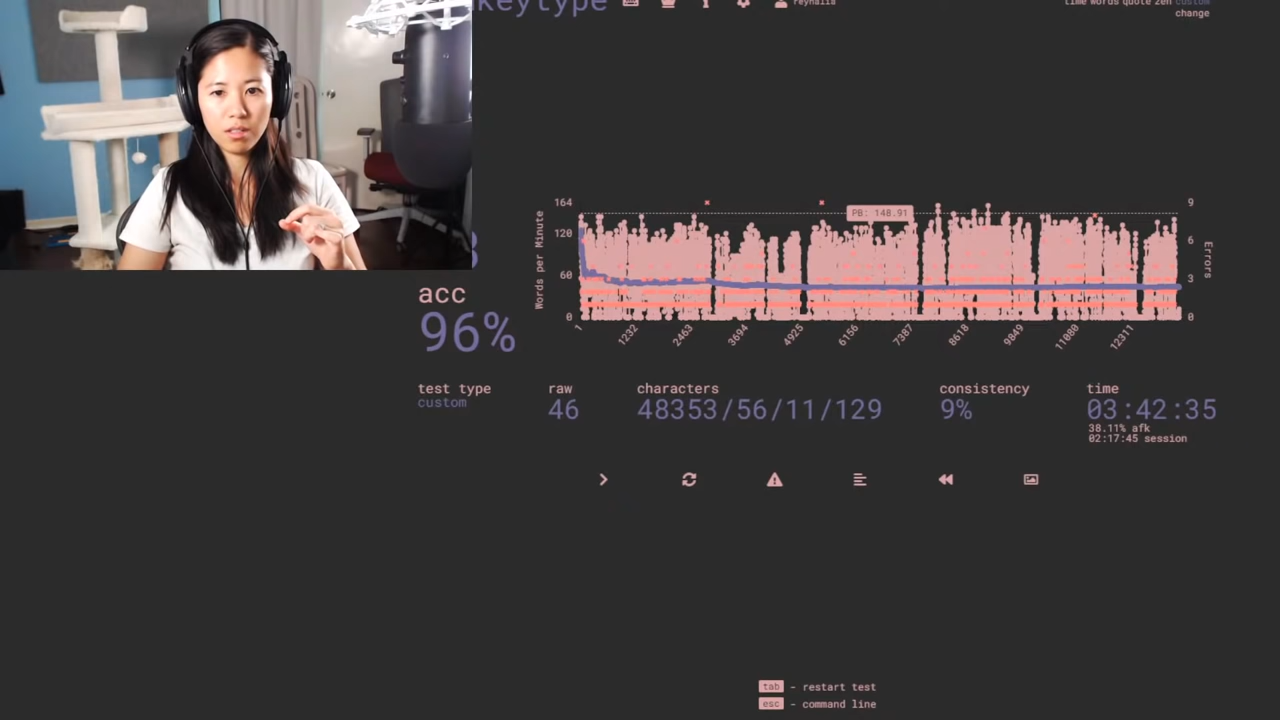 keytype
reynalia
time words quote zen custom
change
164
120
60
0
Words per Minute
PB: 148.91
9
6
3
0
Errors
1
1232
2463
3694
4925
6156
7387
8618
9849
11080
12311
acc
96%
test type
custom
raw
46
characters
48353/56/11/129
consistency
9%
time
03:42:35
38.11% afk
02:17:45 session
tab - restart test
esc - command line